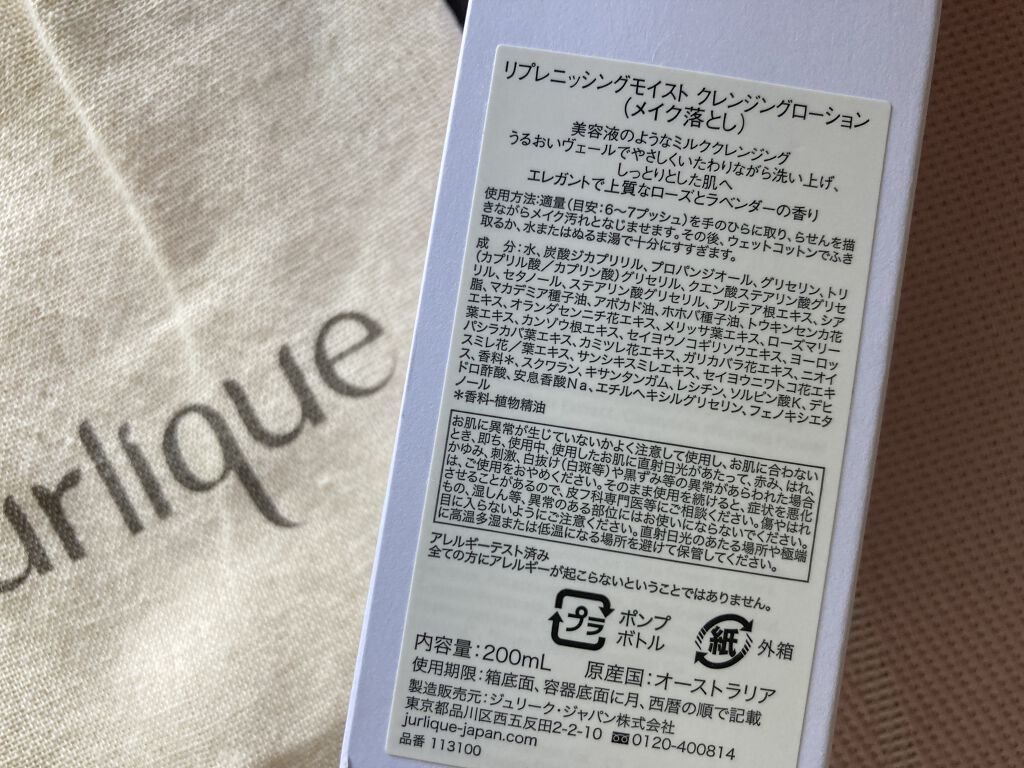 リプレニッシングモイスト クレンジングローション
(メイク落とし)
美容液のようなミルククレンジング
うるおいヴェールでやさしくいたわりながら洗い上げ、
しっとりとした肌へ
エレガントで上質なローズとラベンダーの香り
使用方法:適量(目安:6〜7プッシュ)を手のひらに取り、らせんを描
きながらメイク汚れとなじませます。その後、ウェットコットンでふき
取るか、水またはぬるま湯で十分にすすぎます。
成 分:水、炭酸ジカプリリル、プロパンジオール、グリセリン、トリ
(カプリル酸/カプリン酸)グリセリル、クエン酸ステアリン酸グリセ
リル、セタノール、ステアリン酸グリセリル、アルテア根エキス、シア
脂、マカデミア種子油、アボカド油、ホホバ種子油、トウキンセンカ花
エキス、オランダセンニチ花エキス、メリッサ葉エキス、ローズマリー
葉エキス、カンゾウ根エキス、セイヨウノコギリソウエキス、ヨーロッ
パシラカバ葉エキス、カミツレ花エキス、ガリカバラ花エキス、ニオイ
スミレ花/葉エキス、サンシキスミレエキス、セイヨウニワトコ花エキ
ス、香料*、スクワラン、キサンタンガム、レシチン、ソルビン酸K、デヒ
ドロ酢酸、安息香酸Na、エチルヘキシルグリセリン、フェノキシエタ
ノール
*香料-植物精油
お肌に異常が生じていないかよく注意して使用し、お肌に合わない
とき、即ち、使用中、使用したお肌に直射日光があたって、赤み、はれ、
かゆみ、刺激、白抜け(白斑等)や黒ずみ等の異常があらわれた場合
は、ご使用をおやめください。そのまま使用を続けると、症状を悪化
させることがあるので、皮フ科専門医等にご相談ください。傷やはれ
もの、湿しん等、異常のある部位にはお使いにならないでください。
目に入らないようにご注意ください。直射日光のあたる場所や極端
に高温多湿または低温になる場所を避けて保管してください。
アレルギーテスト済み
全ての方にアレルギーが起こらないということではありません。
プラ ポンプ
ボトル
紙 外箱
内容量:200mL 原産国:オーストラリア
使用期限:箱底面、容器底面に月、西暦の順で記載
製造販売元:ジュリーク・ジャパン株式会社
東京都品川区西五反田2-2-10 0120-400814
jurlique-japan.com
品番 113100
urlique